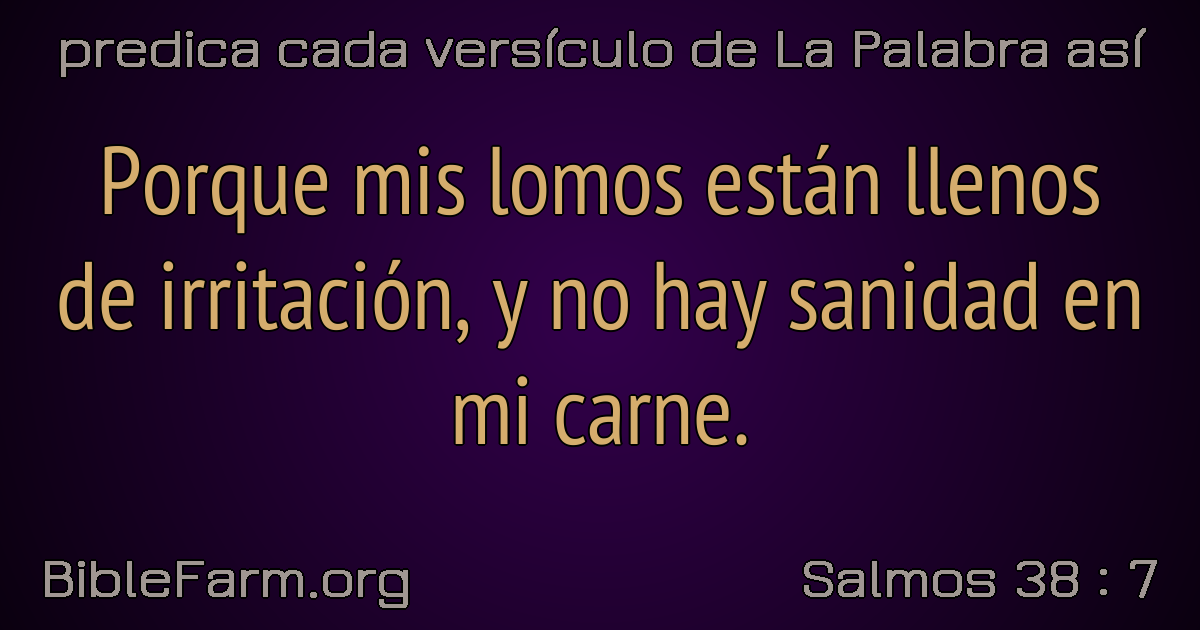 predica cada versículo de La Palabra así
Porque mis lomos están llenos
de irritación, y no hay sanidad en
mi carne.
BibleFarm.org
Salmos 38 : 7